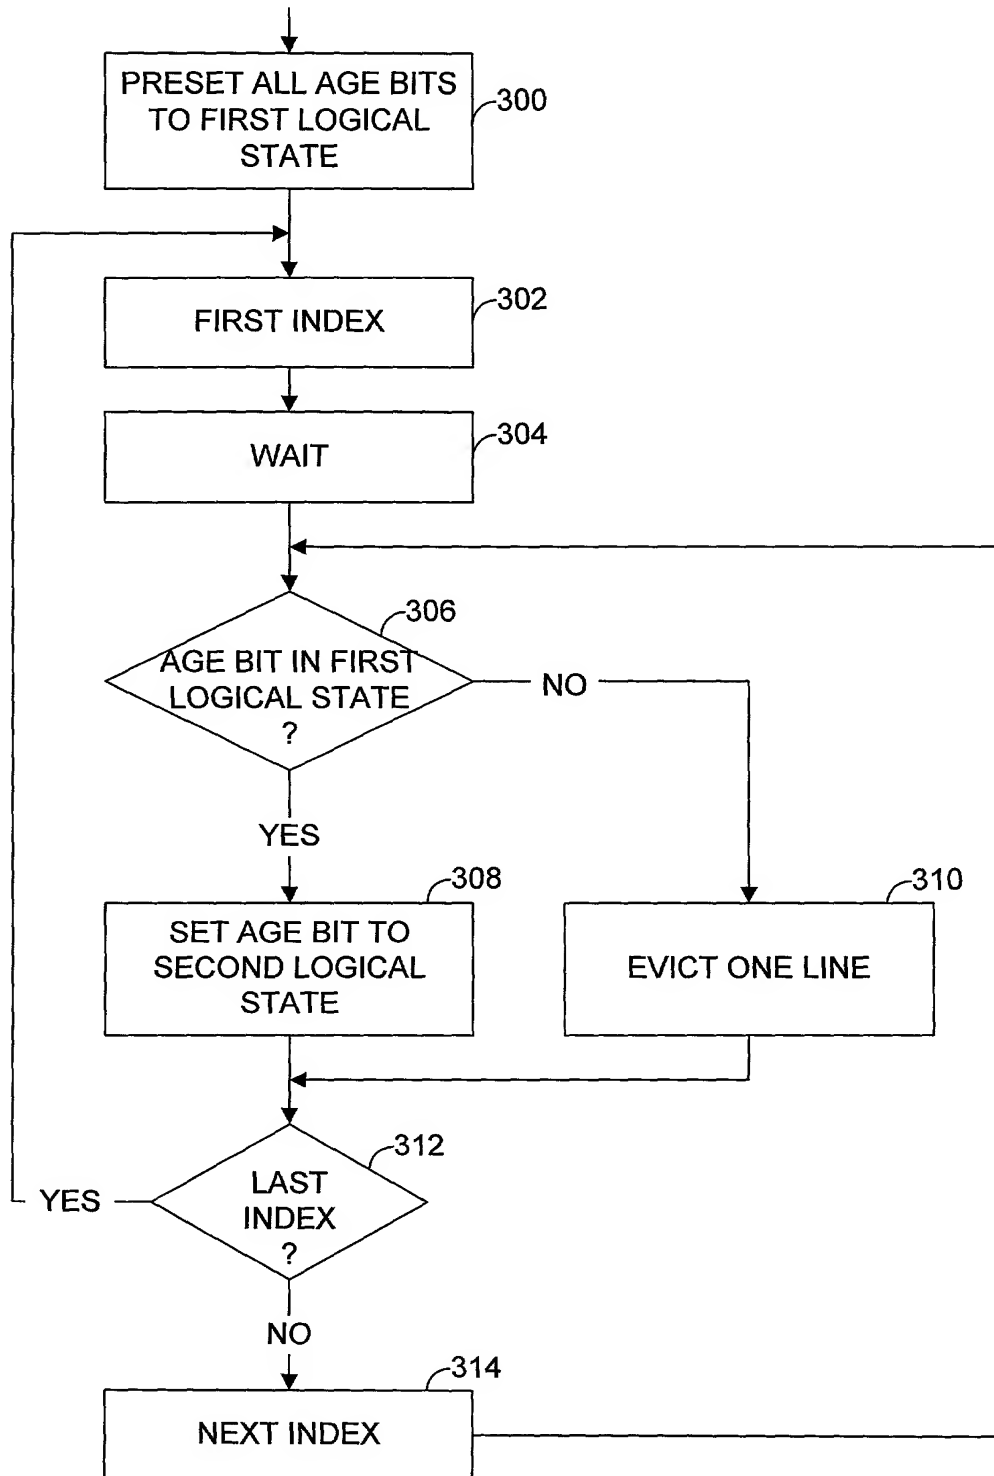 PRESET ALL AGE BITS
TO FIRST LOGICAL
STATE
300
FIRST INDEX
302
WAIT
304
306
AGE BIT IN FIRST
LOGICAL STATE
?
NO
YES
308
SET AGE BIT TO
SECOND LOGICAL
STATE
310
EVICT ONE LINE
312
LAST
INDEX
?
YES
NO
314
NEXT INDEX